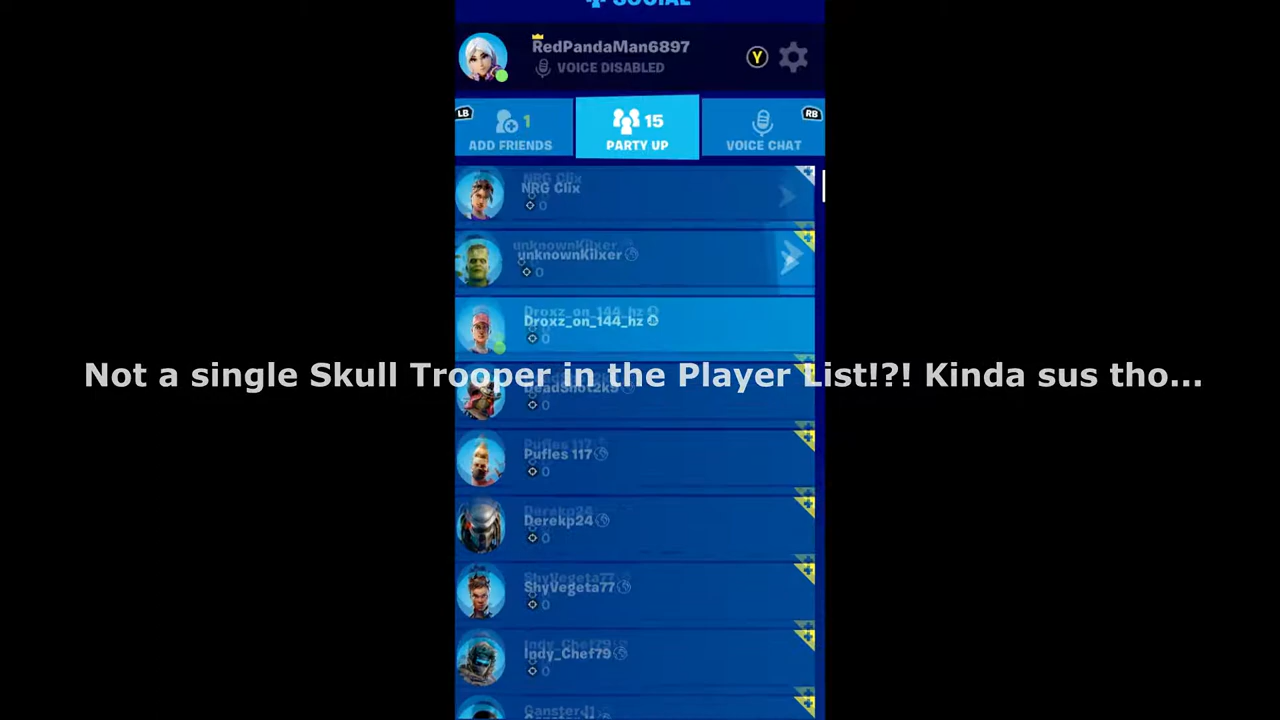 SOCIAL
RedPandaMan6897
VOICE DISABLED
Y
LB
1
ADD FRIENDS
15
PARTY UP
RB
VOICE CHAT
NRG Clix
0
unknownKilxer
0
Droxz_on_144_hz
0
Not a single Skull Trooper in the Player List!?! Kinda sus tho...
DeadShot2k9
0
Pufles 117
0
Derekp24
0
ShyVegeta77
0
Indy_Chef79
0